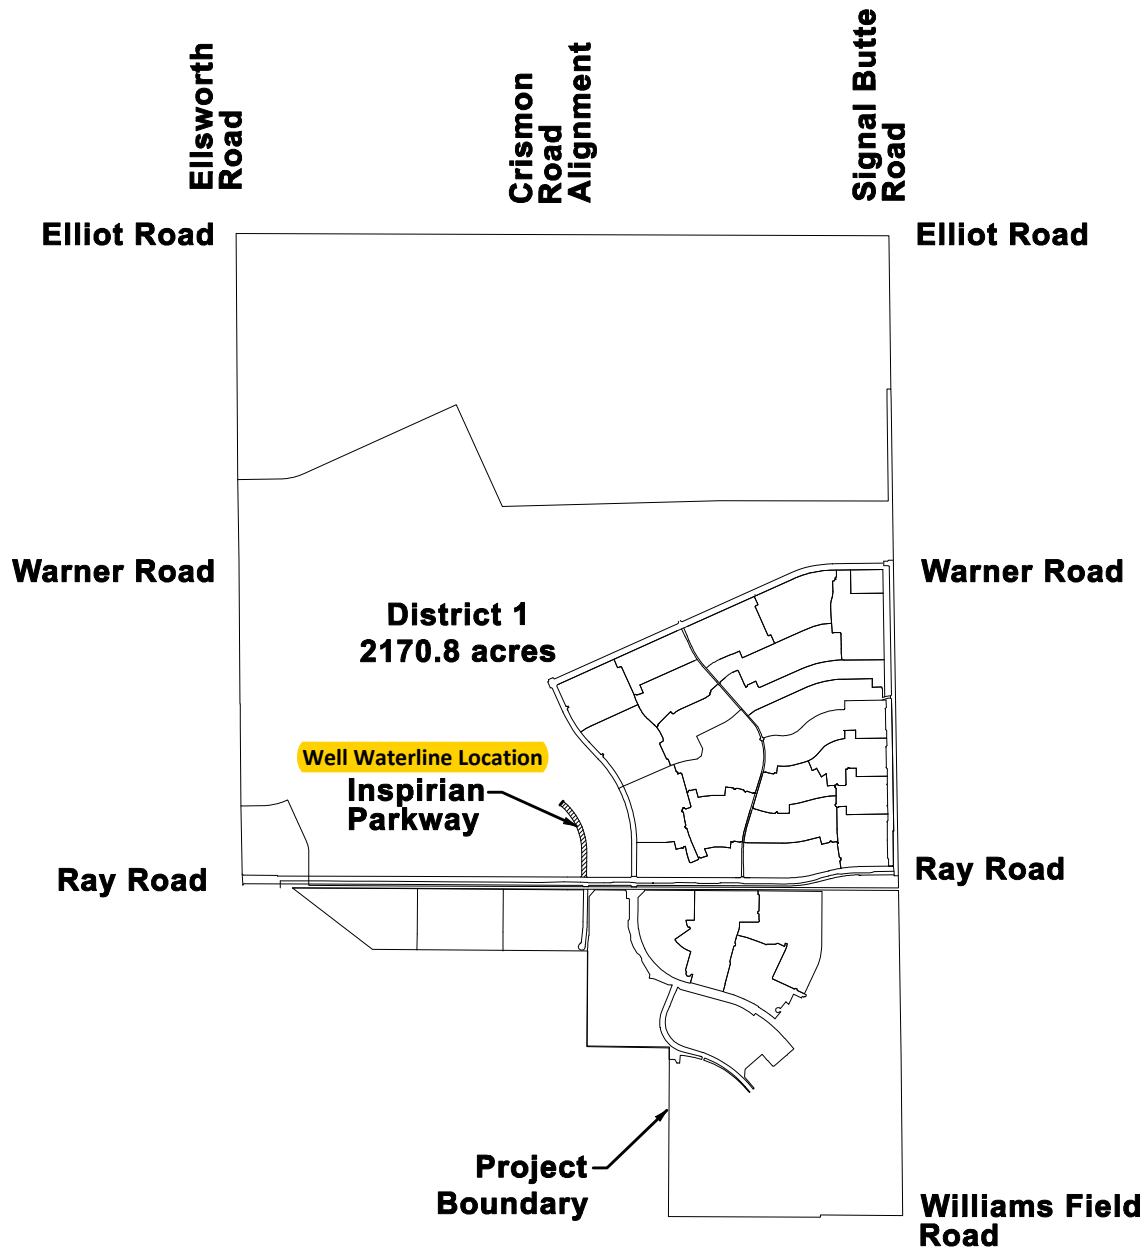 Ellsworth
Road
Crismon
Road
Alignment
Signal Butte
Road
Elliot Road
Elliot Road
Warner Road
Warner Road
District 1
2170.8 acres
Well Waterline Location
Inspirian
Parkway
Ray Road
Ray Road
Project
Boundary
Williams Field
Road